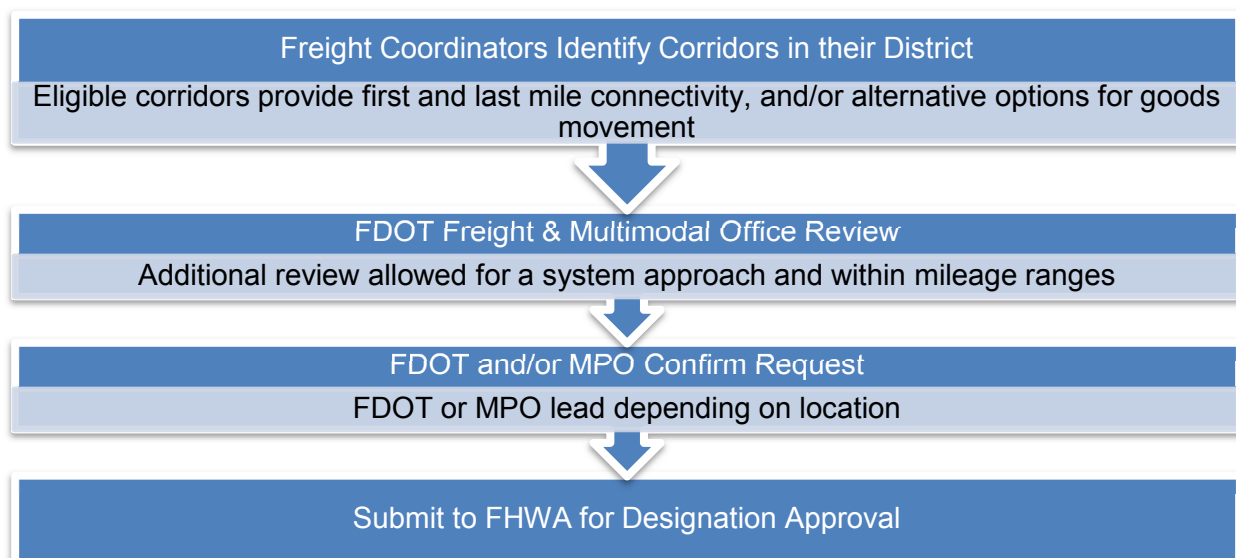 Freight Coordinators Identify Corridors in their District
Eligible corridors provide first and last mile connectivity, and/or alternative options for goods
movement
FDOT Freight & Multimodal Office Review
Additional review allowed for a system approach and within mileage ranges
FDOT and/or MPO Confirm Request
FDOT or MPO lead depending on location
Submit to FHWA for Designation Approval